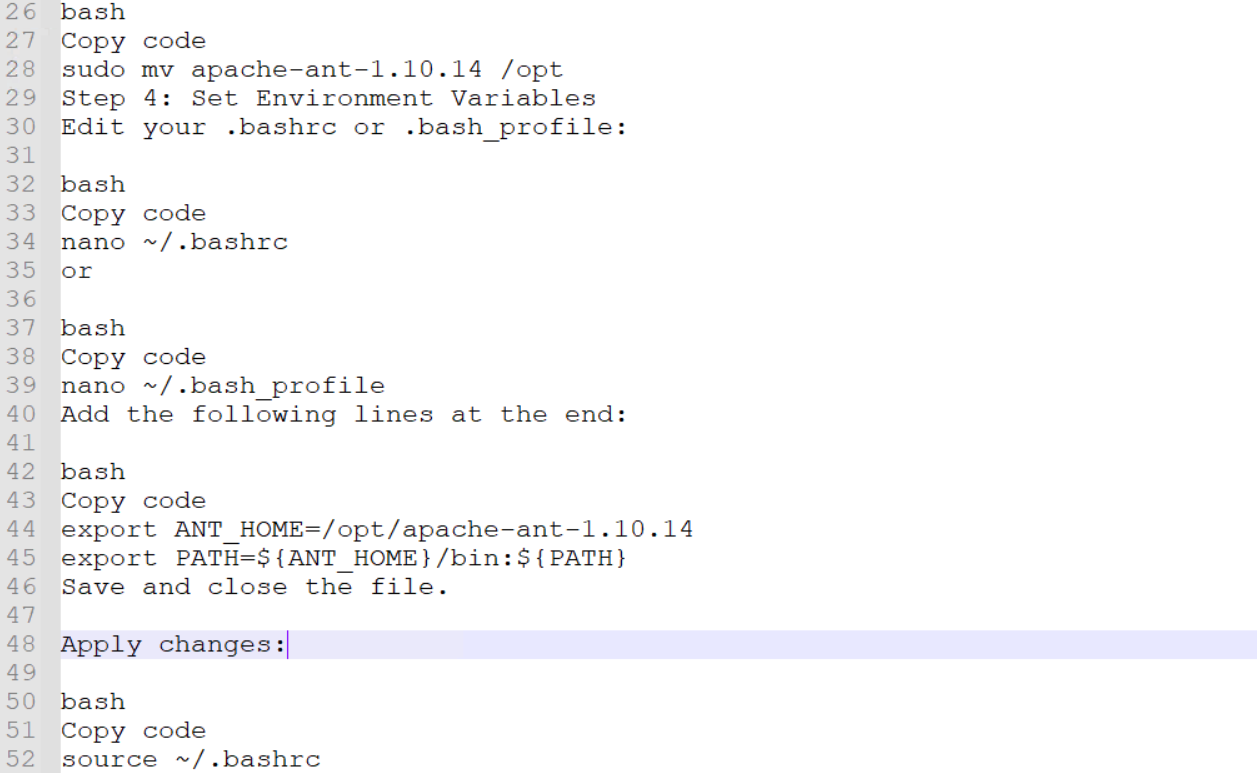 26 bash
27 Copy code
28 sudo mv apache-ant-1.10.14 /opt
29 Step 4: Set Environment Variables
30 Edit your .bashrc or .bash_profile:
31
32 bash
33 Copy code
34 nano ~/.bashrc
35 or
36
37 bash
38 Copy code
39 nano ~/.bash_profile
40 Add the following lines at the end:
41
42 bash
43 Copy code
44 export ANT_HOME=/opt/apache-ant-1.10.14
45 export PATH=${ANT_HOME}/bin:${PATH}
46 Save and close the file.
47
48 Apply changes:
49
50 bash
51 Copy code
52 source ~/.bashrc